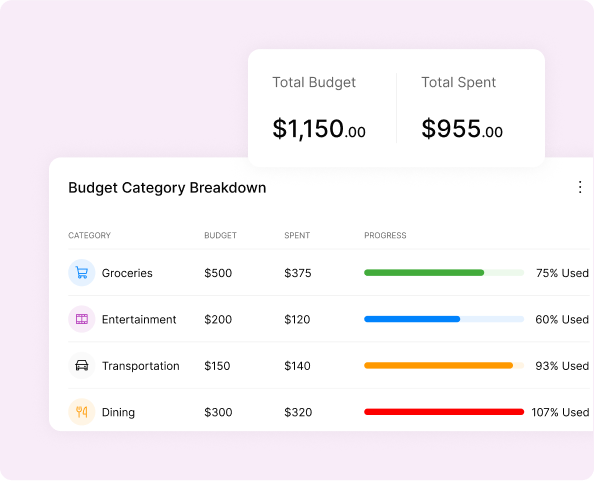 Total Budget Total Spent
$1,150.00 $955.00
Budget Category Breakdown
CATEGORY BUDGET SPENT PROGRESS
Groceries $500 $375 75% Used
Entertainment $200 $120 60% Used
Transportation $150 $140 93% Used
Dining $300 $320 107% Used